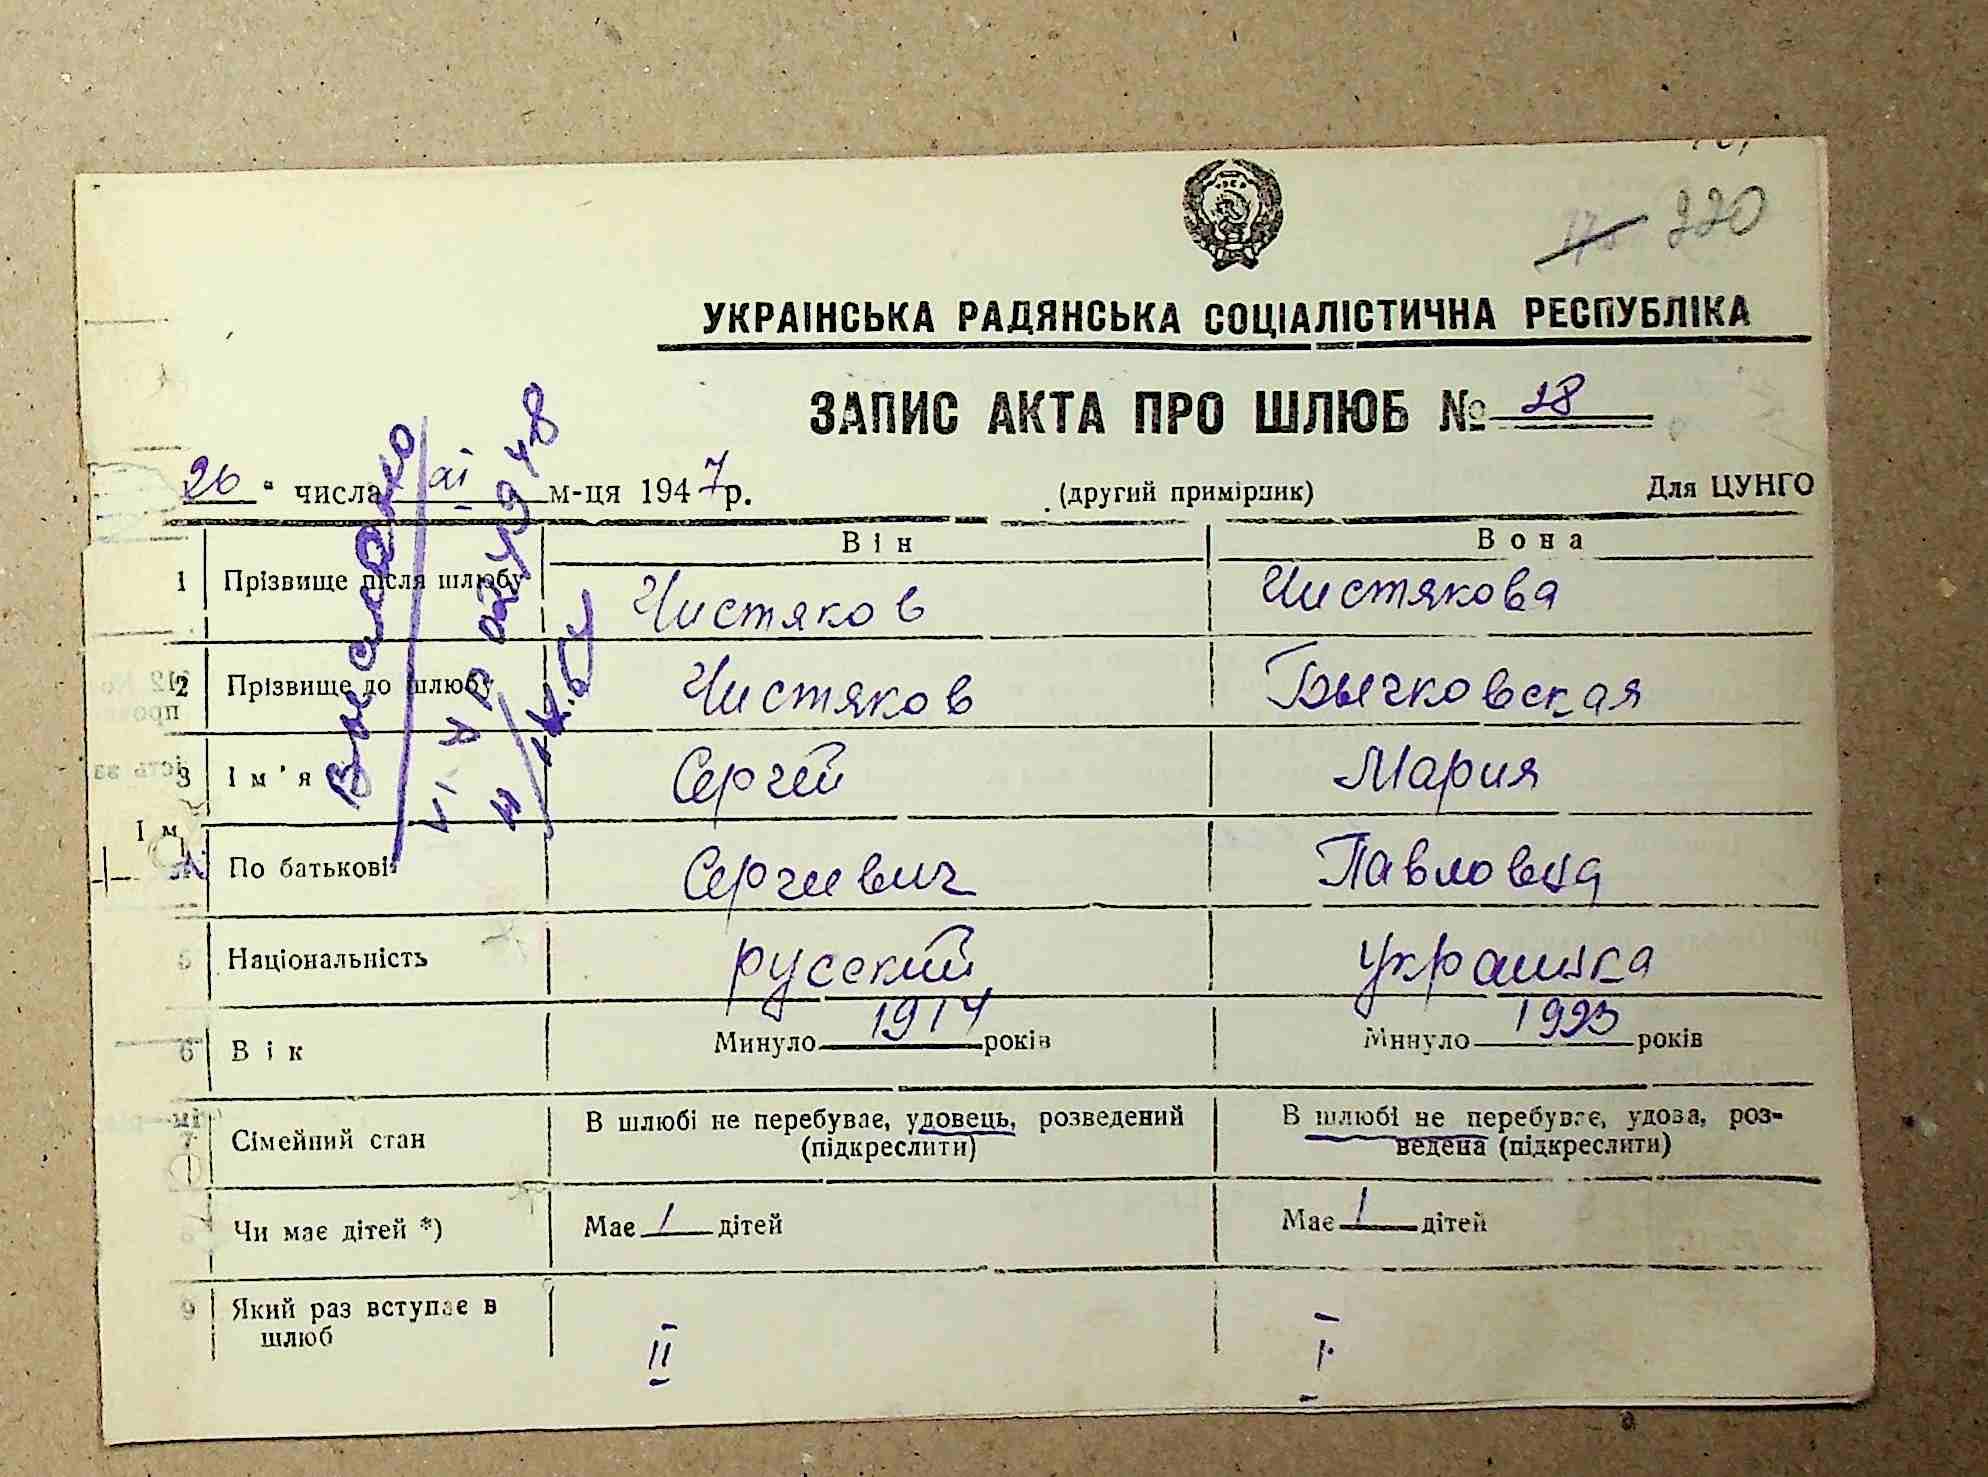 220
УКРАІНСЬКА РАДЯНСЬКА СОЦІАЛІСТИЧНА РЕСПУБЛІКА
ЗАПИС АКТА ПРО ШЛЮБ № 28
26 " числа м-ця 1947 р. (другий примірник) Для ЦУНГО
Він Вона
1 Прізвище після шлюбу Чистяков Чистякова
2 Прізвище до шлюбу Чистяков Бычковская
3 Ім'я Сергей Мария
По батькові Сергеевич Павловна
5 Національність русский украинка
6 Вік Минуло 1914 років Минуло 1923 років
7 Сімейний стан В шлюбі не перебуває, удовець, розведений (підкреслити) В шлюбі не перебуває, удова, роз-
ведена (підкреслити)
Чи має дітей *) Має 1 дітей Має 1 дітей
9 Який раз вступає в
шлюб II I